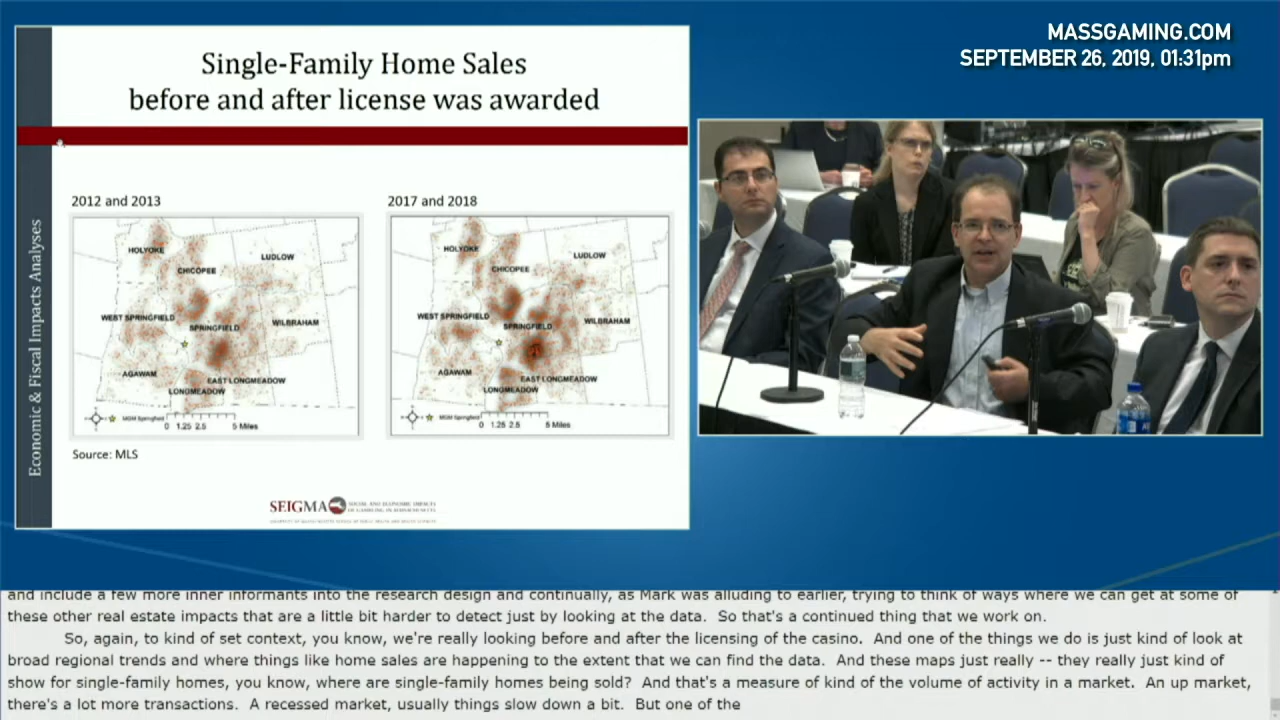 MASSGAMING.COM
SEPTEMBER 26, 2019, 01:31pm
Single-Family Home Sales
before and after license was awarded
Economic & Fiscal Impacts Analyses
2012 and 2013
HOLYOKE
LUDLOW
CHICOPEE
WEST SPRINGFIELD
SPRINGFIELD
WILBRAHAM
AGAWAM
EAST LONGMEADOW
LONGMEADOW
MGM Springfield
0 1.25 2.5 5 Miles
2017 and 2018
HOLYOKE
LUDLOW
CHICOPEE
WEST SPRINGFIELD
SPRINGFIELD
WILBRAHAM
AGAWAM
EAST LONGMEADOW
LONGMEADOW
MGM Springfield
0 1.25 2.5 5 Miles
Source: MLS
SEIGMA
SOCIAL AND ECONOMIC IMPACTS
OF GAMBLING IN MASSACHUSETTS
and include a few more inner informants into the research design and continually, as Mark was alluding to earlier, trying to think of ways where we can get at some of
these other real estate impacts that are a little bit harder to detect just by looking at the data. So that's a continued thing that we work on.
So, again, to kind of set context, you know, we're really looking before and after the licensing of the casino. And one of the things we do is just kind of look at
broad regional trends and where things like home sales are happening to the extent that we can find the data. And these maps just really -- they really just kind of
show for single-family homes, you know, where are single-family homes being sold? And that's a measure of kind of the volume of activity in a market. An up market,
there's a lot more transactions. A recessed market, usually things slow down a bit. But one of the